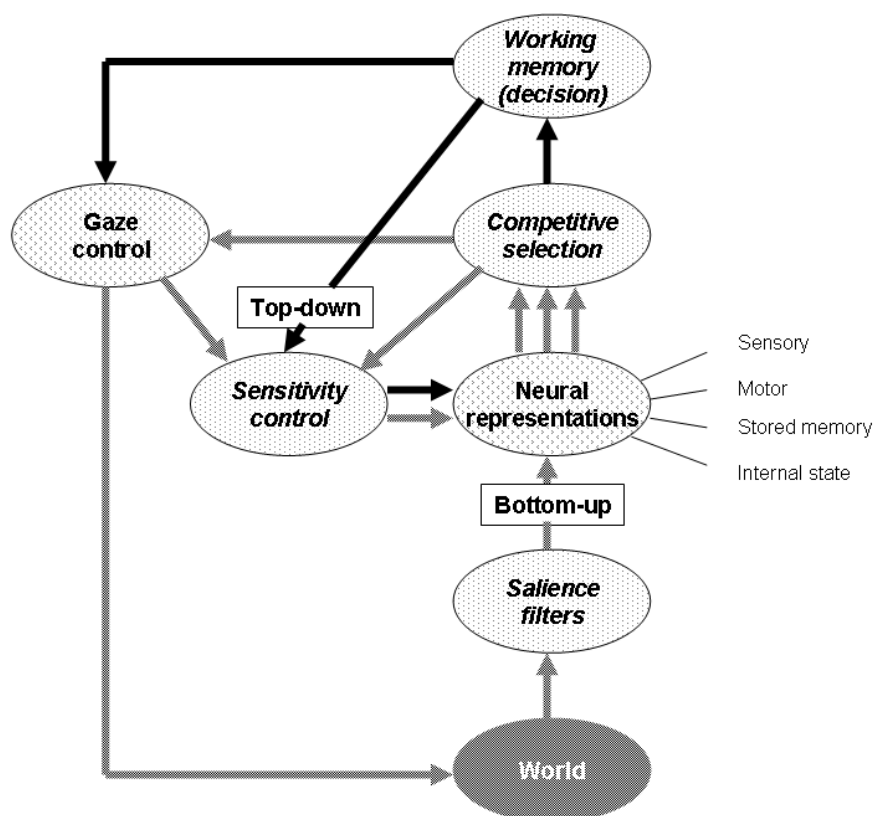 Working
memory
(decision)
Gaze
control
Competitive
selection
Top-down
Sensitivity
control
Neural
representations
Sensory
Motor
Stored memory
Internal state
Bottom-up
Salience
filters
World